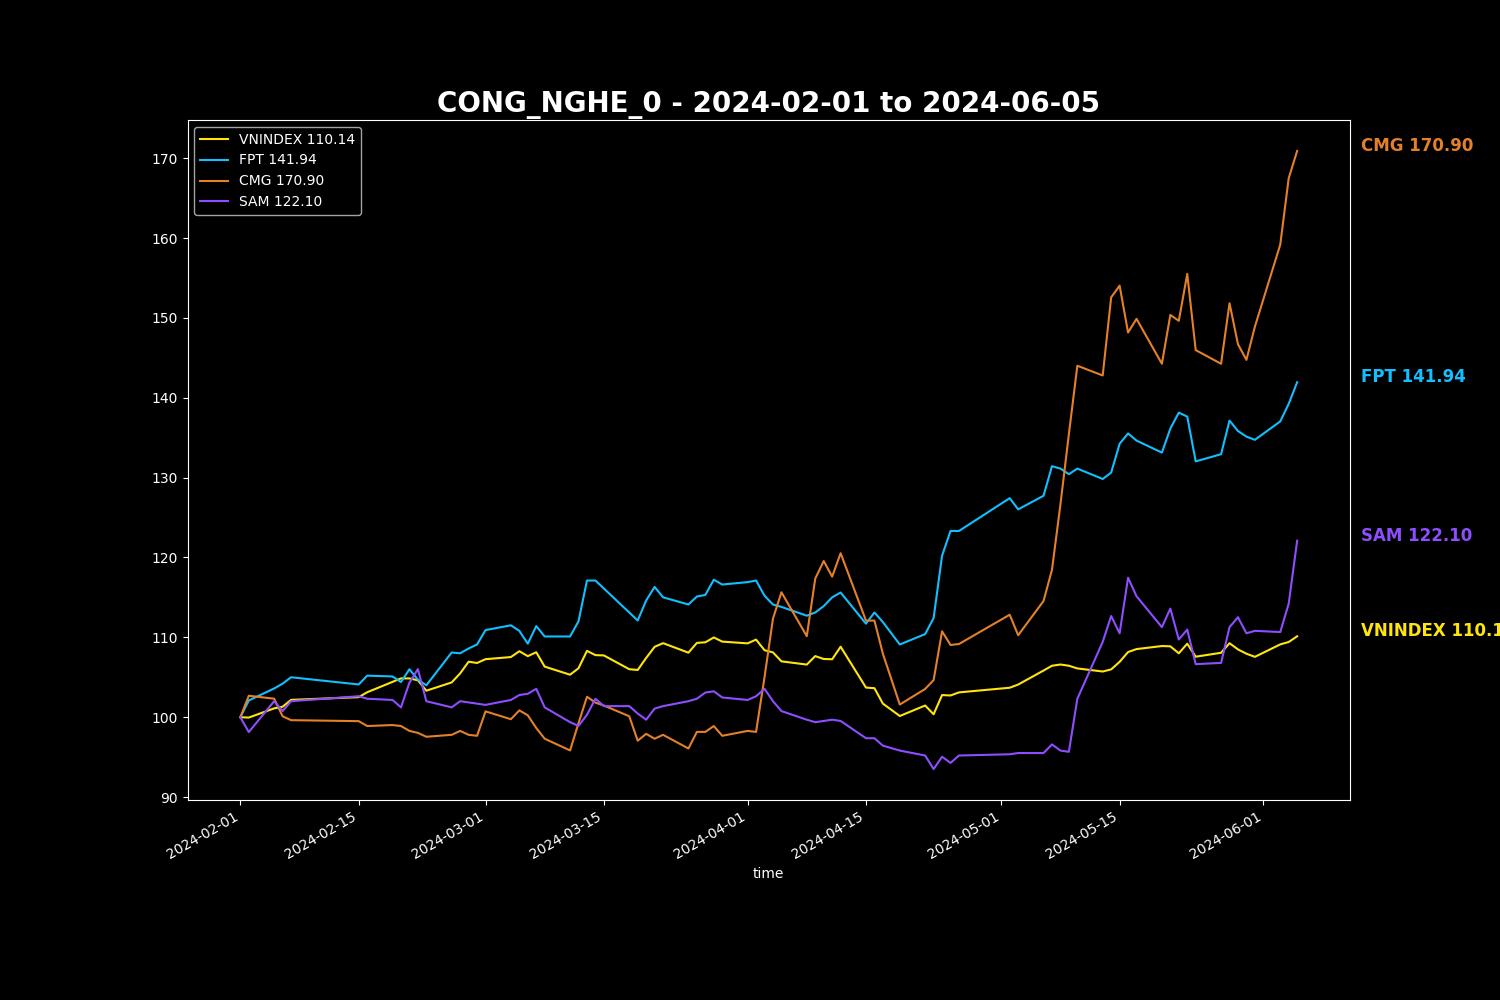 CONG_NGHE_0 - 2024-02-01 to 2024-06-05
VNINDEX 110.14
FPT 141.94
CMG 170.90
SAM 122.10
170
160
150
140
130
120
110
100
90
CMG 170.90
FPT 141.94
SAM 122.10
VNINDEX 110.1
2024-02-01
2024-02-15
2024-03-01
2024-03-15
2024-04-01
2024-04-15
2024-05-01
2024-05-15
2024-06-01
time